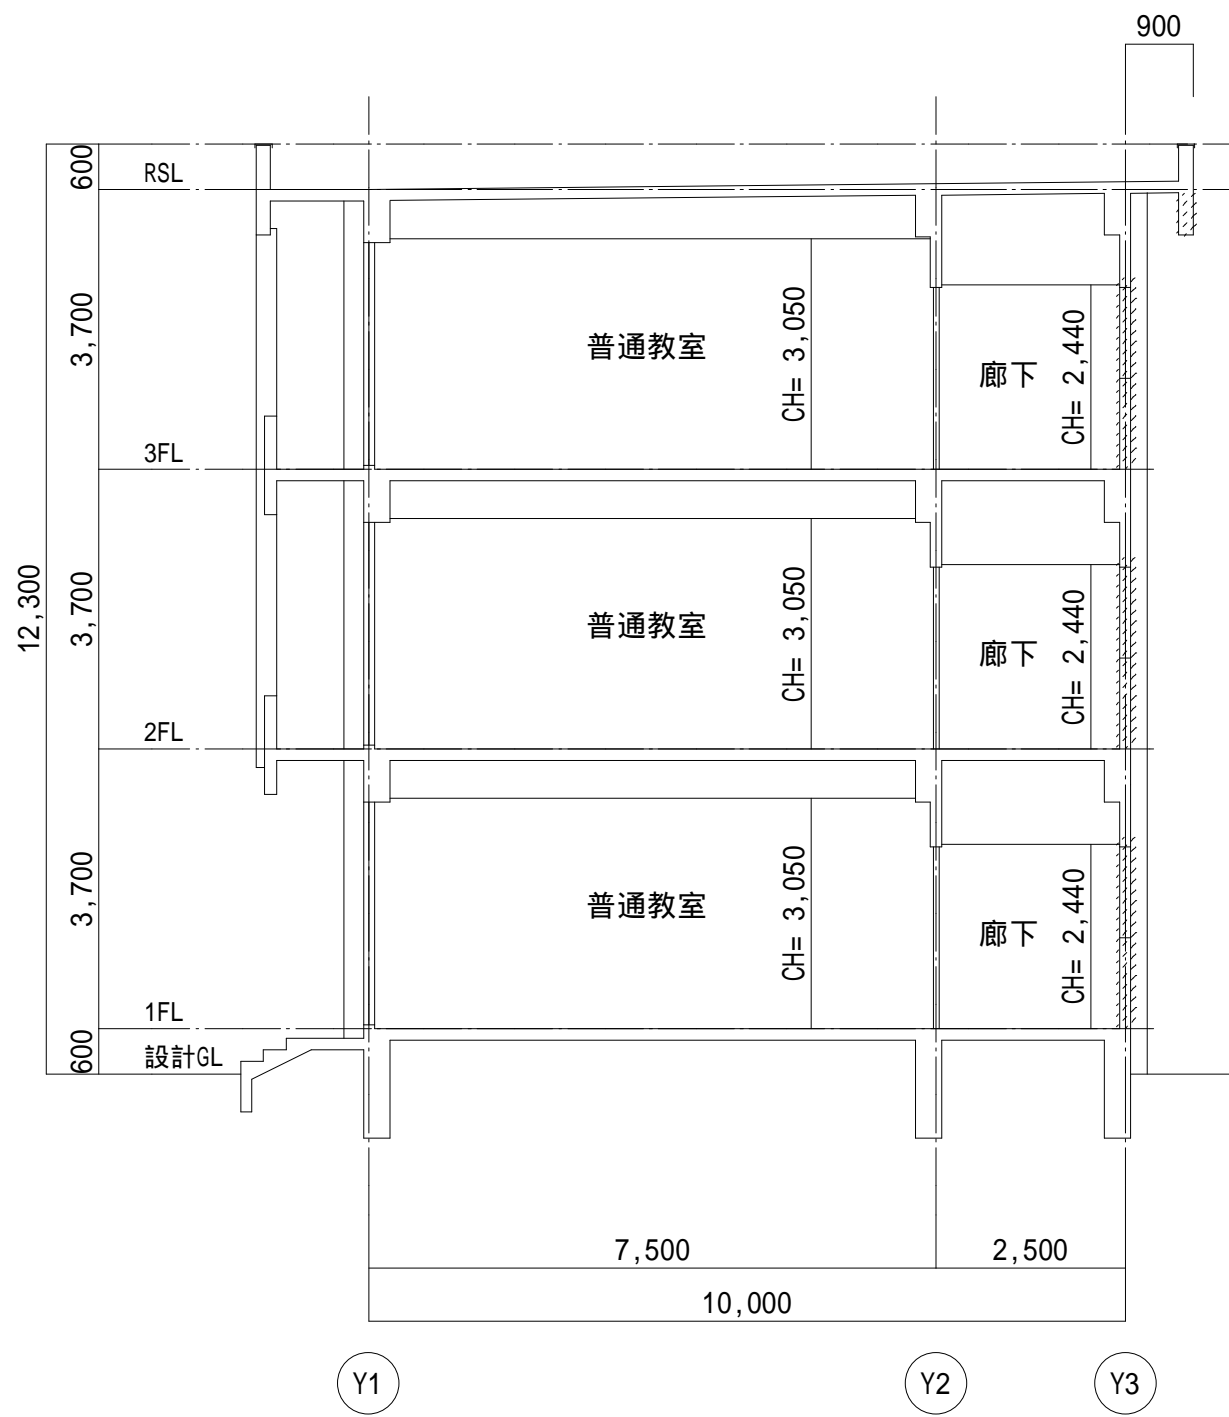 900
600
RSL
3,700
普通教室
CH= 3,050
廊下
CH= 2,440
3FL
12,300
3,700
普通教室
CH= 3,050
廊下
CH= 2,440
2FL
3,700
普通教室
CH= 3,050
廊下
CH= 2,440
1FL
600
設計GL
7,500
2,500
10,000
Y1
Y2
Y3